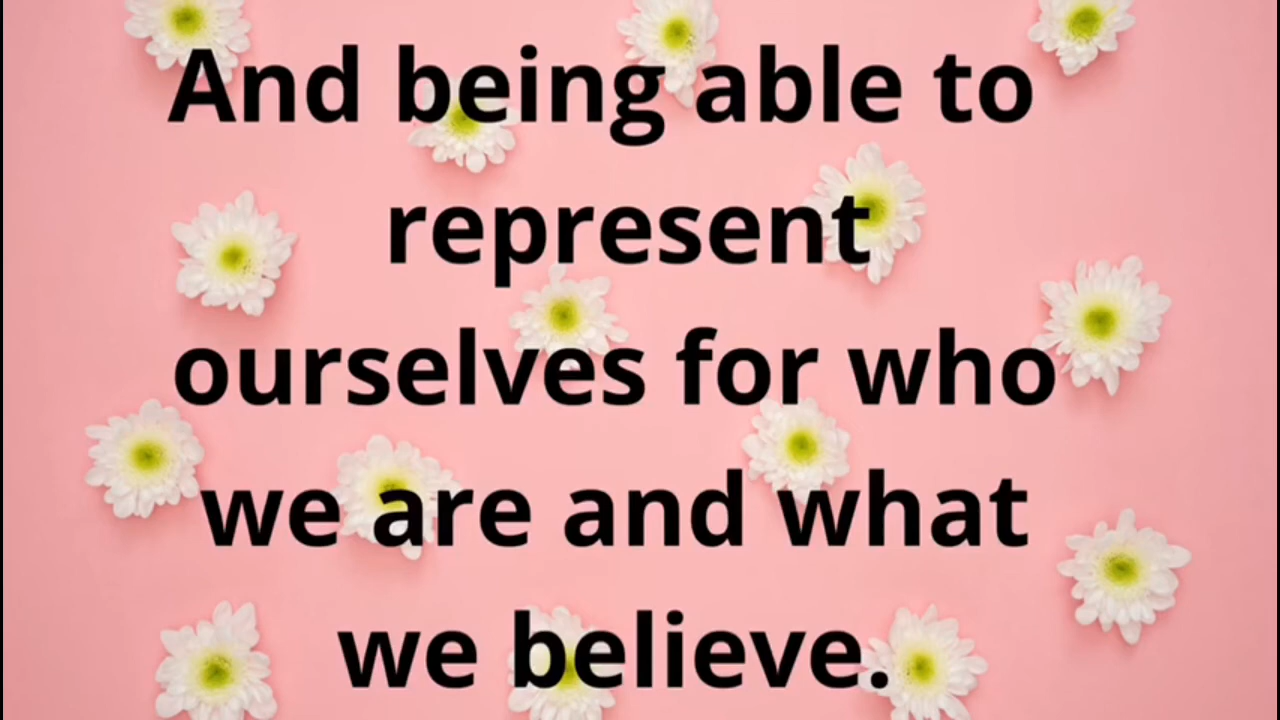 And being able to
represent
ourselves for who
we are and what
we believe.